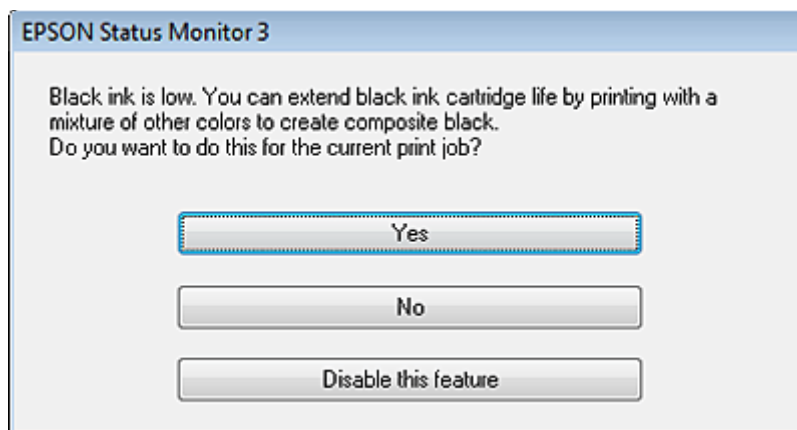 EPSON Status Monitor 3
Black ink is low. You can extend black ink cartridge life by printing with a
mixture of other colors to create composite black.
Do you want to do this for the current print job?
Yes
No
Disable this feature